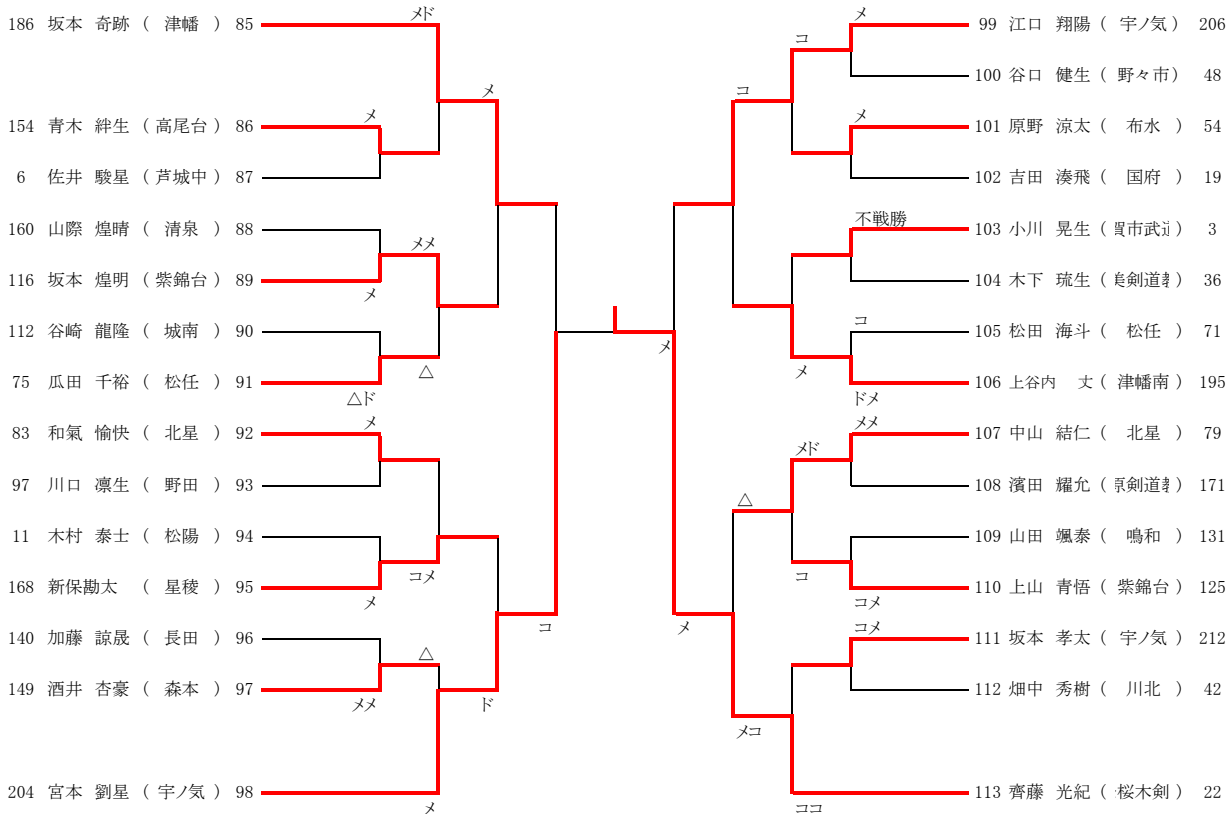 186 坂本 奇跡 ( 津幡 ) 85
154 青木 絆生 ( 高尾台 ) 86
6 佐井 駿星 ( 芦城中 ) 87
160 山際 煌晴 ( 清泉 ) 88
116 坂本 煌明 ( 紫錦台 ) 89
112 谷崎 龍隆 ( 城南 ) 90
75 瓜田 千裕 ( 松任 ) 91
83 和氣 愉快 ( 北星 ) 92
97 川口 凛生 ( 野田 ) 93
11 木村 泰士 ( 松陽 ) 94
168 新保勘太 ( 星稜 ) 95
140 加藤 諒晟 ( 長田 ) 96
149 酒井 杏豪 ( 森本 ) 97
204 宮本 劉星 ( 宇ノ気 ) 98
メド
メ
メ
メメ
メ
△
△ド
メ
コメ
メ
コ
△
メメ
ド
メ
メ
99 江口 翔陽 ( 宇ノ気 ) 206
100 谷口 健生 ( 野々市 ) 48
101 原野 涼太 ( 布水 ) 54
102 吉田 湊飛 ( 国府 ) 19
103 小川 晃生 ( 賀市武道 3
104 木下 琉生 ( 剣道 36
105 松田 海斗 ( 松任 ) 71
106 上谷内 丈 ( 津幡南 ) 195
107 中山 結仁 ( 北星 ) 79
108 濱田 耀允 ( 剣道 171
109 山田 颯泰 ( 鳴和 ) 131
110 上山 青悟 ( 紫錦台 ) 125
111 坂本 孝太 ( 宇ノ気 ) 212
112 畑中 秀樹 ( 川北 ) 42
113 齊藤 光紀 ( 桜木剣 ) 22
メ
コ
コ
メ
不戦勝
コ
メ
ドメ
メメ
メド
△
コ
コメ
コメ
メ
メコ
ココ